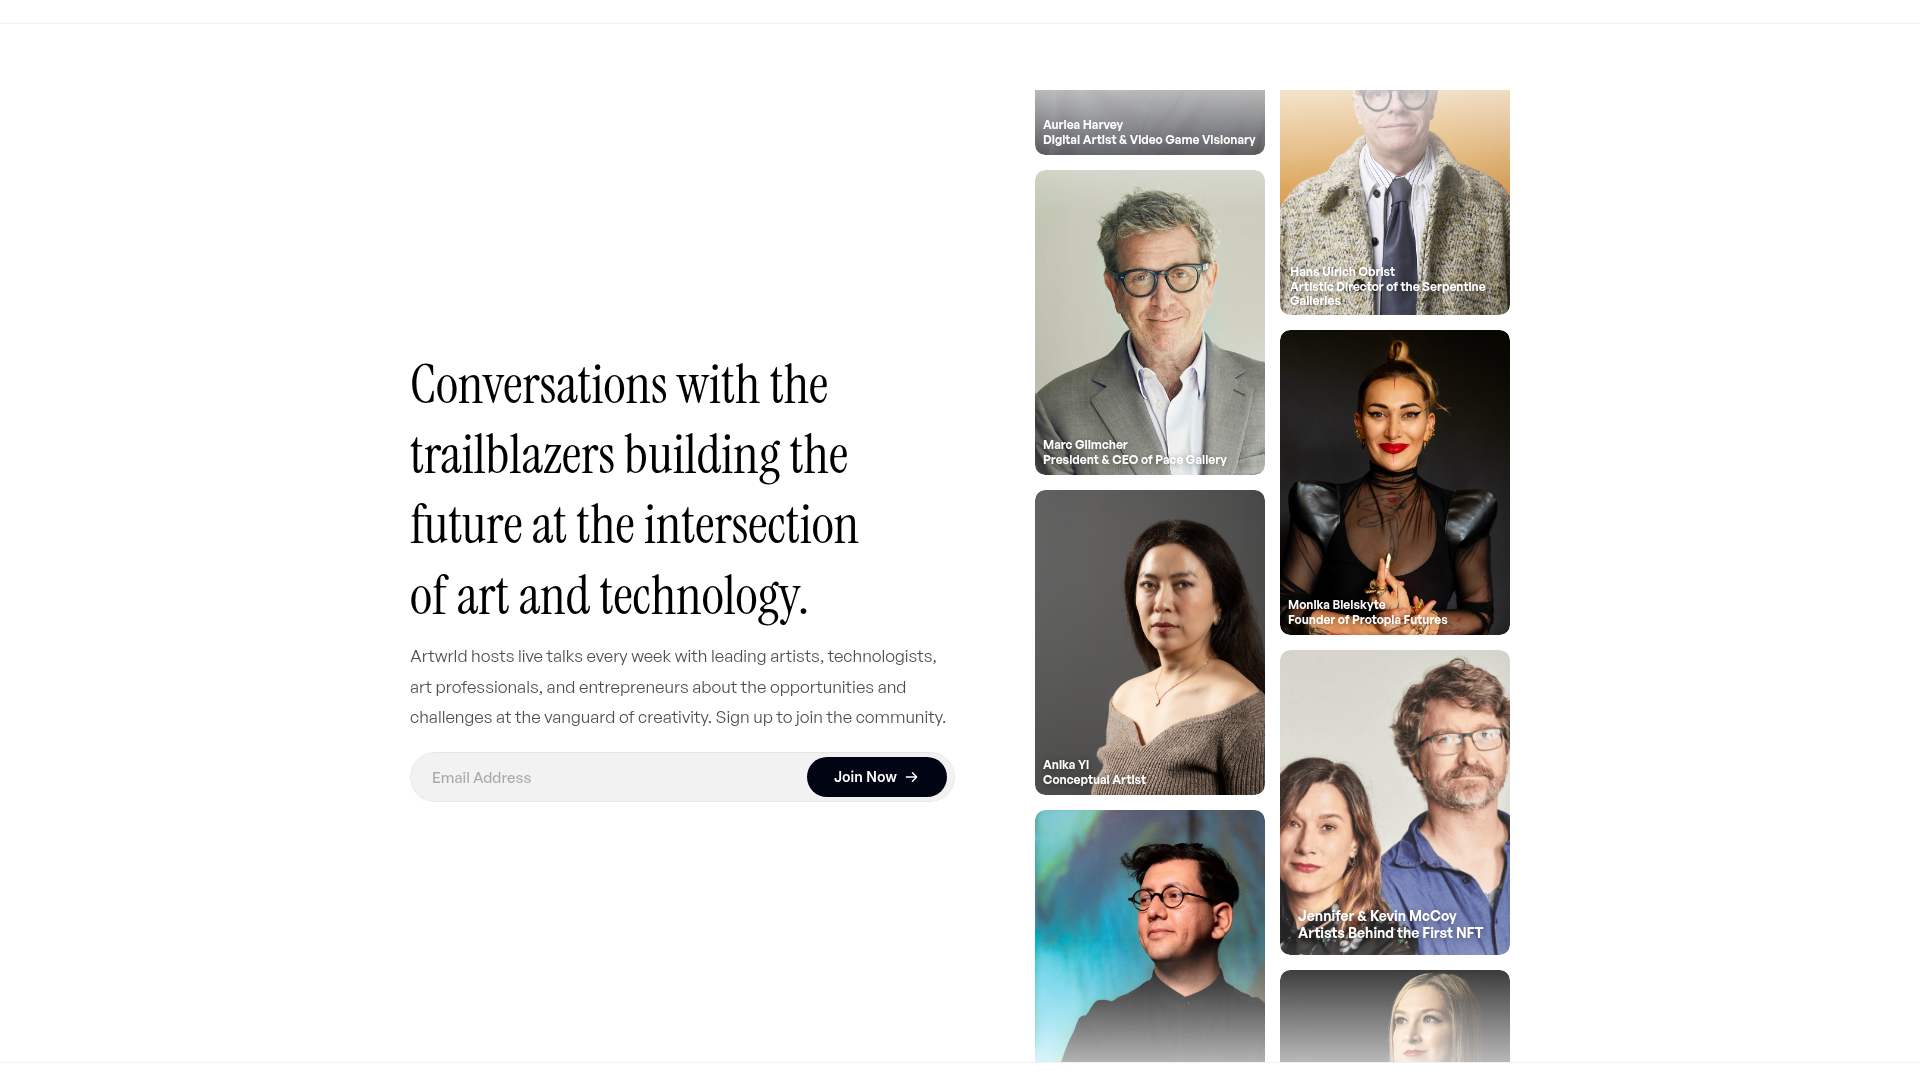 Conversations with the
trailblazers building the
future at the intersection
of art and technology.
Artwrld hosts live talks every week with leading artists, technologists,
art professionals, and entrepreneurs about the opportunities and
challenges at the vanguard of creativity. Sign up to join the community.
Email Address
Join Now →
Auriea Harvey
Digital Artist & Video Game Visionary
Marc Glimcher
President & CEO of Pace Gallery
Anika Yi
Conceptual Artist
Hans Ulrich Obrist
Artistic Director of the Serpentine
Galleries
Monika Bielskyte
Founder of Protopia Futures
Jennifer & Kevin McCoy
Artists Behind the First NFT